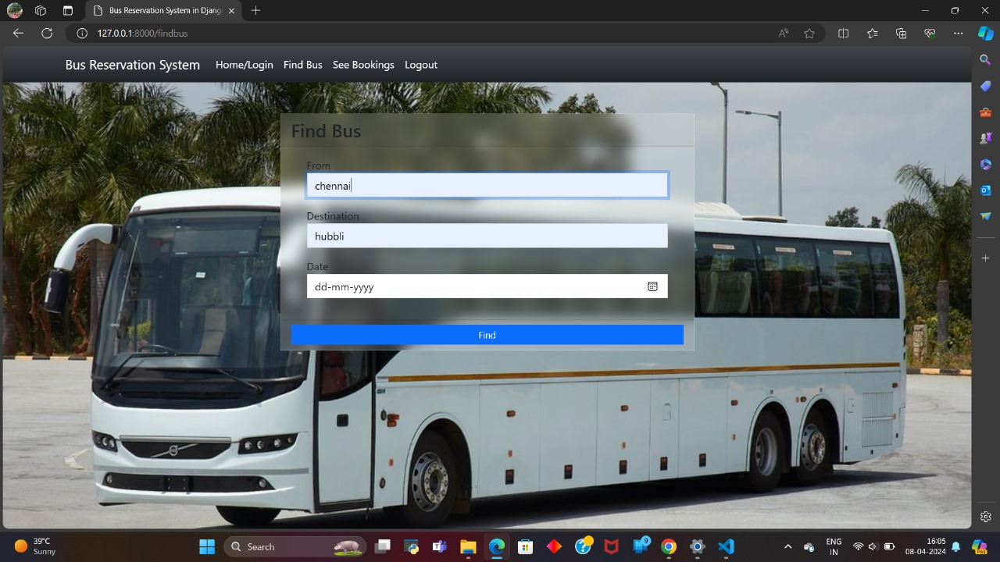 Bus Reservation System in Djang
127.0.0.1:8000/findbus
Bus Reservation System Home/Login Find Bus See Bookings Logout
Find Bus
From
chennai
Destination
hubbli
Date
dd-mm-yyyy
Find
39°C
Sunny
Search
9
ENG
IN
16:05
08-04-2024
PRE